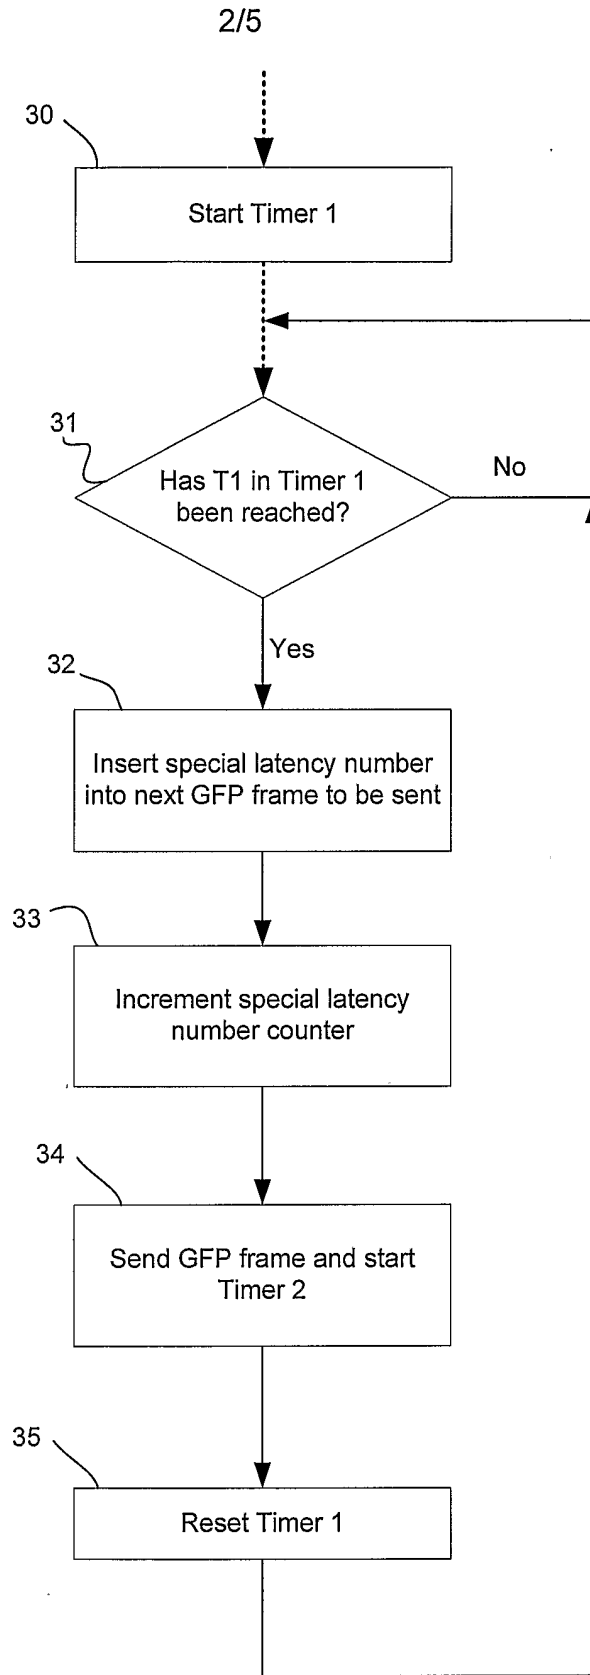 2/5
30
Start Timer 1
31
Has T1 in Timer 1
been reached?
No
Yes
32
Insert special latency number
into next GFP frame to be sent
33
Increment special latency
number counter
34
Send GFP frame and start
Timer 2
35
Reset Timer 1